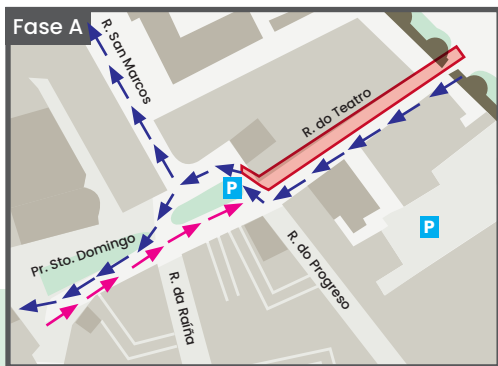 Fase A
R. San Marcos
R. do Teatro
P
P
Pr. Sto. Domingo
R. do Progreso
R. da Raíña